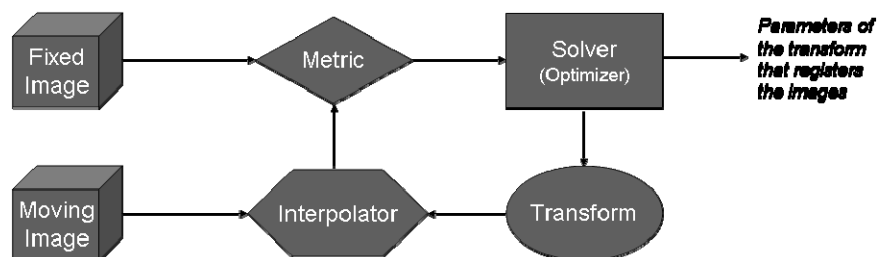 Fixed
Image
Metric
Solver
(Optimizer)
Parameters of
the transform
that registers
the images
Moving
Image
Interpolator
Transform